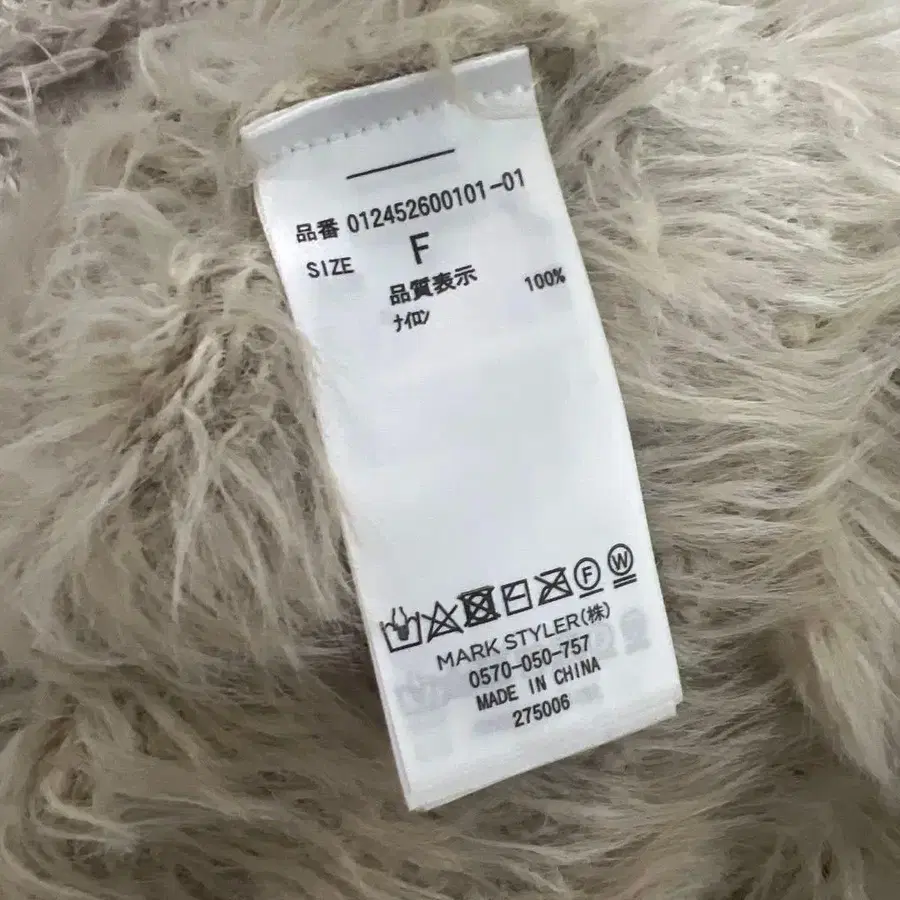 品番 012452600101-01
SIZE F
品質表示
ナイロン 100%
F W
MARK STYLER(株)
0570-050-757
MADE IN CHINA
275006